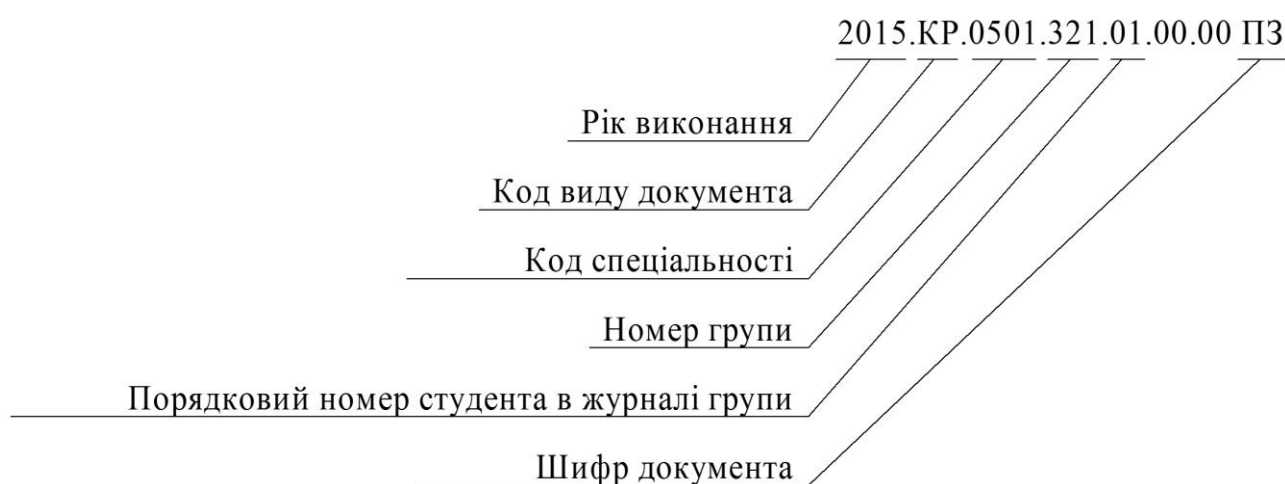 2015.КР.0501.321.01.00.00 ПЗ
Рік виконання
Код виду документа
Код спеціальності
Номер групи
Порядковий номер студента в журналі групи
Шифр документа